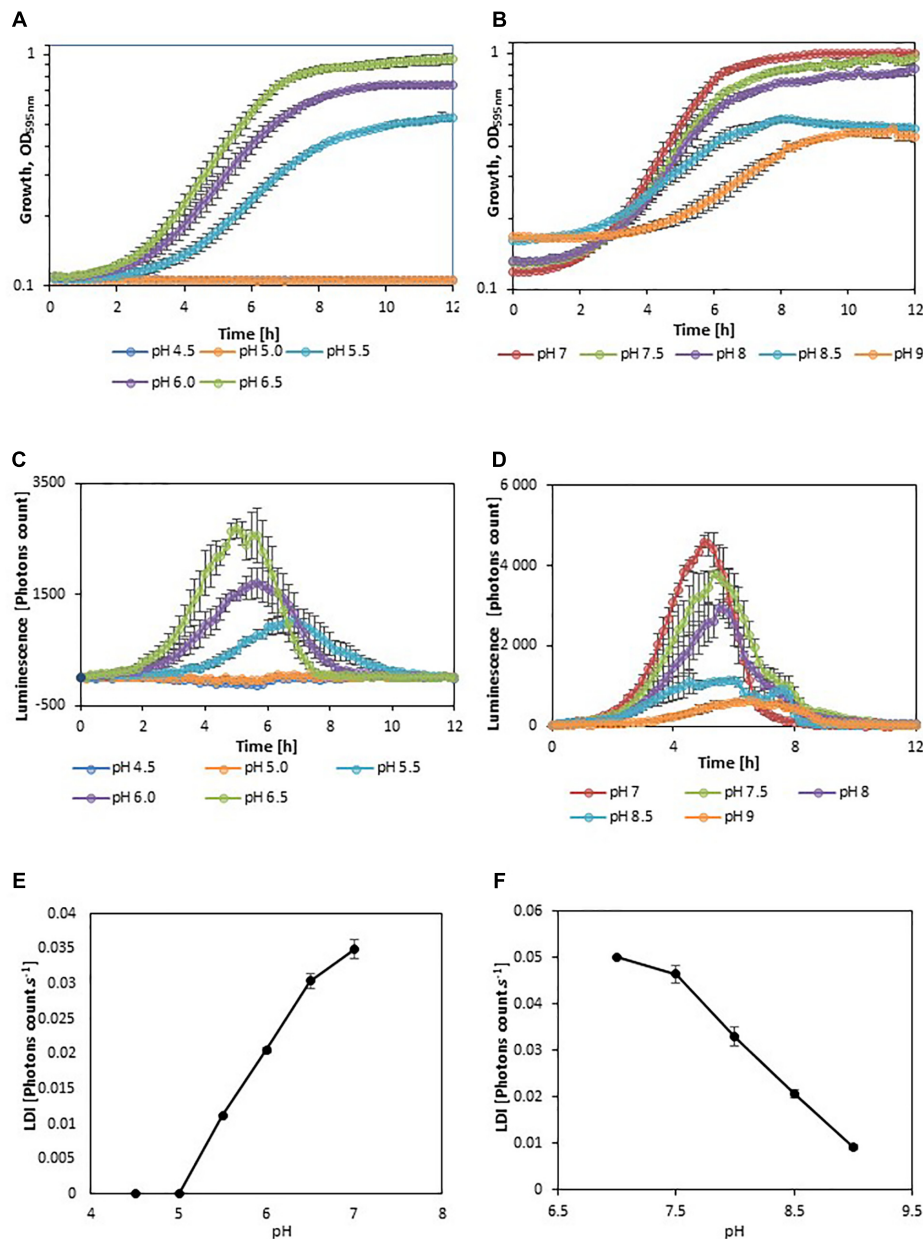 A
B
1
0.1
Growth, OD595nm
0 2 4 6 8 10 12
Time [h]
pH 4.5 pH 5.0 pH 5.5
pH 6.0 pH 6.5
1
0.1
Growth, OD595nm
0 2 4 6 8 10 12
Time [h]
pH 7 pH 7.5 pH 8 pH 8.5 pH 9
C
D
3500
1500
-500
Luminescence [Photons count]
0 2 4 6 8 10 12
Time [h]
pH 4.5 pH 5.0 pH 5.5
pH 6.0 pH 6.5
6 000
4 000
2 000
0
Luminescence [photons count]
0 4 8 12
Time [h]
pH 7 pH 7.5 pH 8
pH 8.5 pH 9
E
F
0.04
0.035
0.03
0.025
0.02
0.015
0.01
0.005
0
LDI [Photons count.s-1]
4 5 6 7 8
pH
0.06
0.05
0.04
0.03
0.02
0.01
0
LDI [Photons count.s-1]
6.5 7.5 8.5 9.5
pH